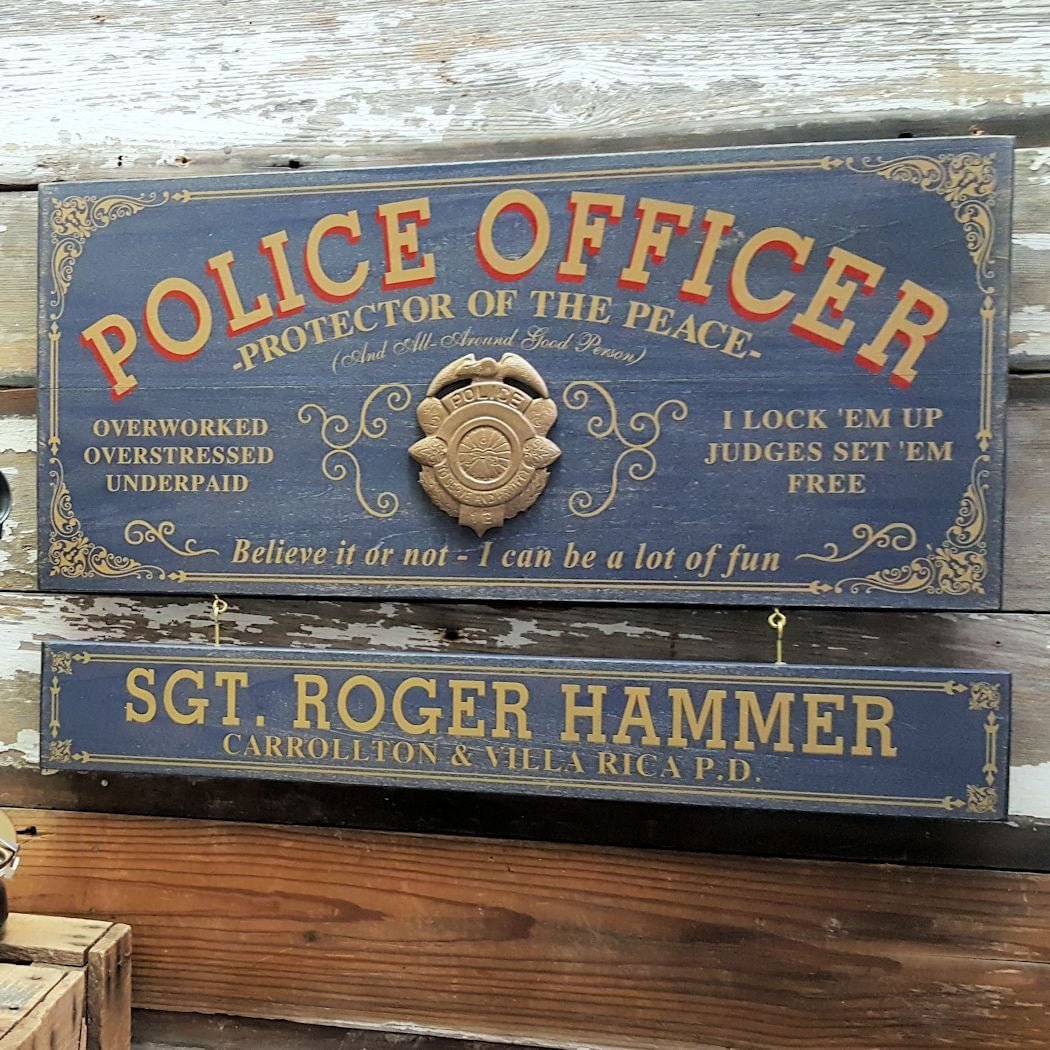 POLICE OFFICER
-PROTECTOR OF THE PEACE-
(And All-Around Good Person)
POLICE
OVERWORKED
OVERSTRESSED
UNDERPAID
I LOCK 'EM UP
JUDGES SET 'EM
FREE
Believe it or not - I can be a lot of fun
SGT. ROGER HAMMER
CARROLLTON & VILLA RICA P.D.